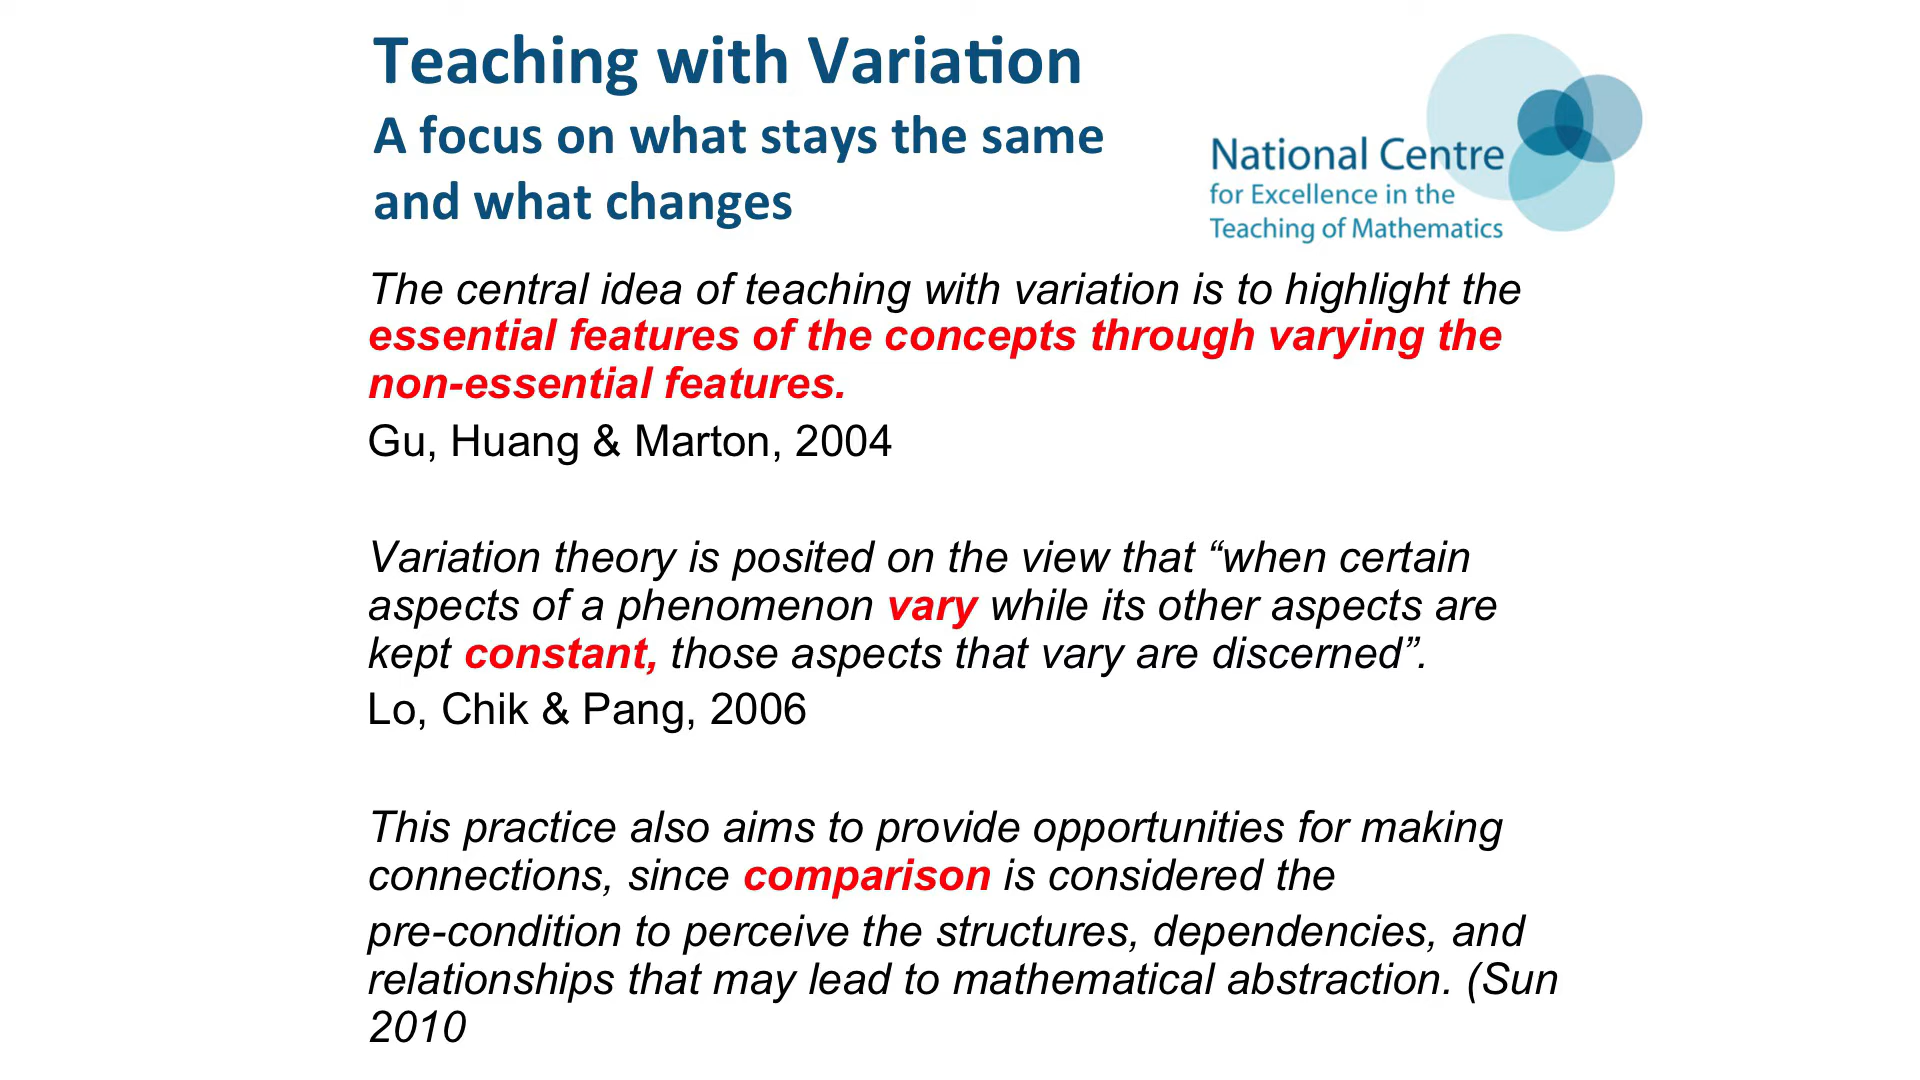 Teaching with Variation
A focus on what stays the same
and what changes
National Centre
for Excellence in the
Teaching of Mathematics
The central idea of teaching with variation is to highlight the
essential features of the concepts through varying the
non-essential features.
Gu, Huang & Marton, 2004
Variation theory is posited on the view that “when certain
aspects of a phenomenon vary while its other aspects are
kept constant, those aspects that vary are discerned”.
Lo, Chik & Pang, 2006
This practice also aims to provide opportunities for making
connections, since comparison is considered the
pre-condition to perceive the structures, dependencies, and
relationships that may lead to mathematical abstraction. (Sun
2010